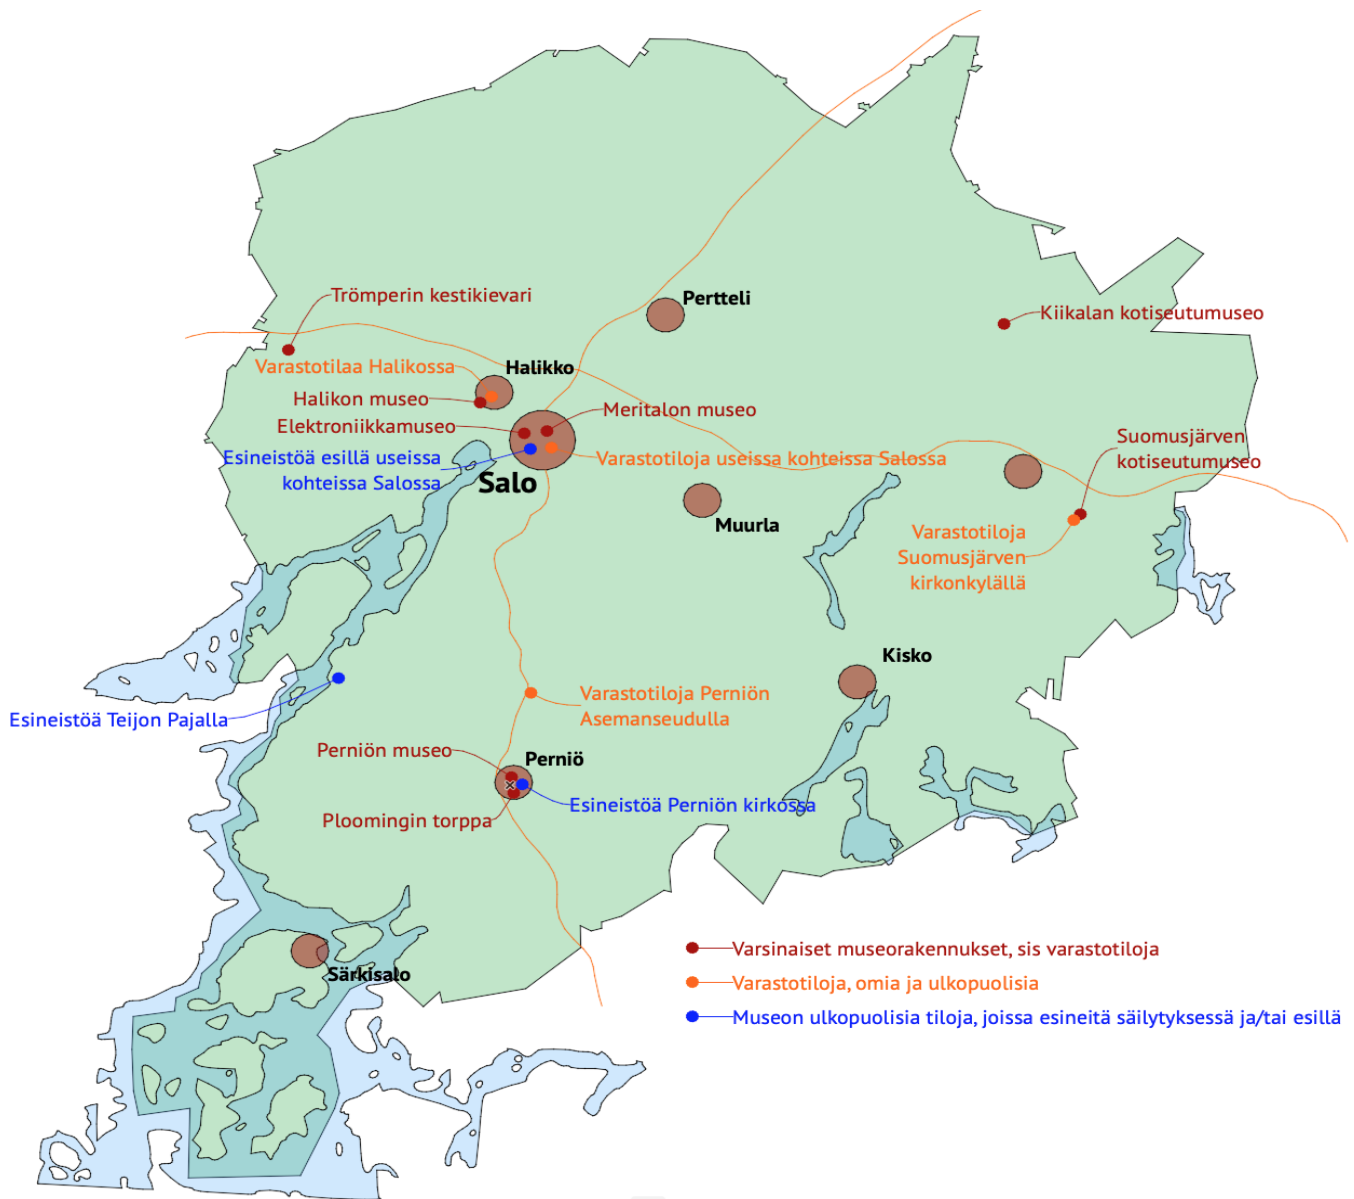 Pertteli
Trömperin kestikievari
Kiikalan kotiseutumuseo
Varastotilaa Halikossa
Halikko
Halikon museo
Meritalon museo
Elektroniikkamuseo
Suomusjärven
kotiseutumuseo
Esineistöä esillä useissa
kohteissa Salossa
Varastotiloja useissa kohteissa Salossa
Salo
Muurla
Varastotiloja
Suomusjärven
kirkonkylällä
Kisko
Varastotiloja Perniön
Asemanseudulla
Esineistöä Teijon Pajalla
Perniön museo
Perniö
Esineistöä Perniön kirkossa
Ploomingin torppa
Särkisalo
Varsinaiset museorakennukset, sis varastotiloja
Varastotiloja, omia ja ulkopuolisia
Museon ulkopuolisia tiloja, joissa esineitä säilytyksessä ja/tai esillä